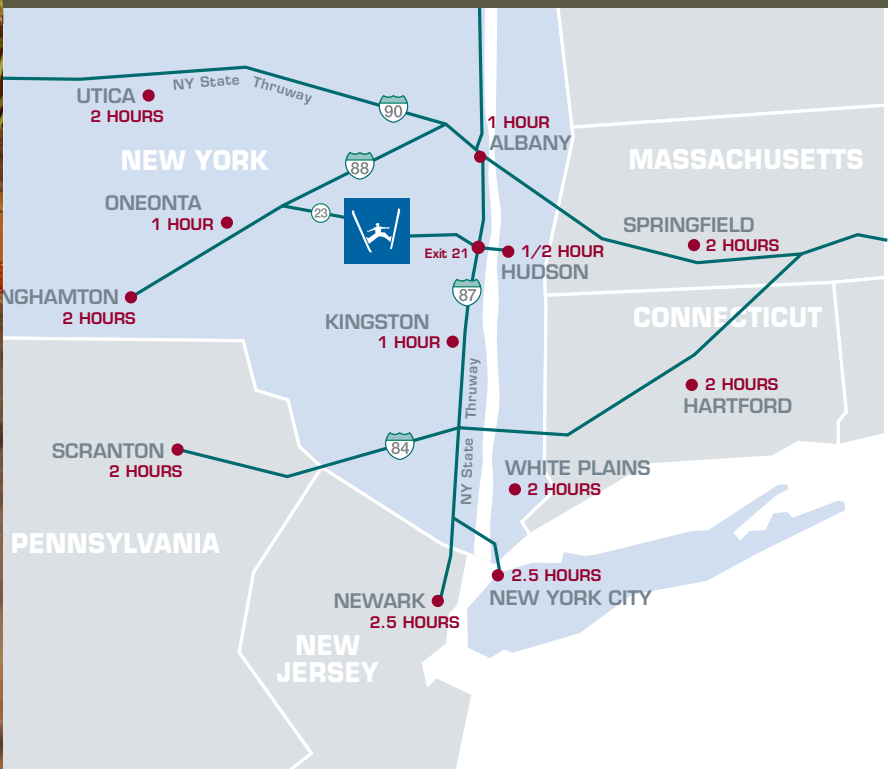 NY State Thruway
UTICA
2 HOURS
90
1 HOUR
ALBANY
NEW YORK
88
MASSACHUSETTS
ONEONTA
1 HOUR
23
SPRINGFIELD
2 HOURS
Exit 21
1/2 HOUR
HUDSON
NGHAMTON
2 HOURS
87
KINGSTON
1 HOUR
CONNECTICUT
NY State Thruway
2 HOURS
HARTFORD
84
SCRANTON
2 HOURS
WHITE PLAINS
2 HOURS
PENNSYLVANIA
2.5 HOURS
NEW YORK CITY
NEWARK
2.5 HOURS
NEW
JERSEY